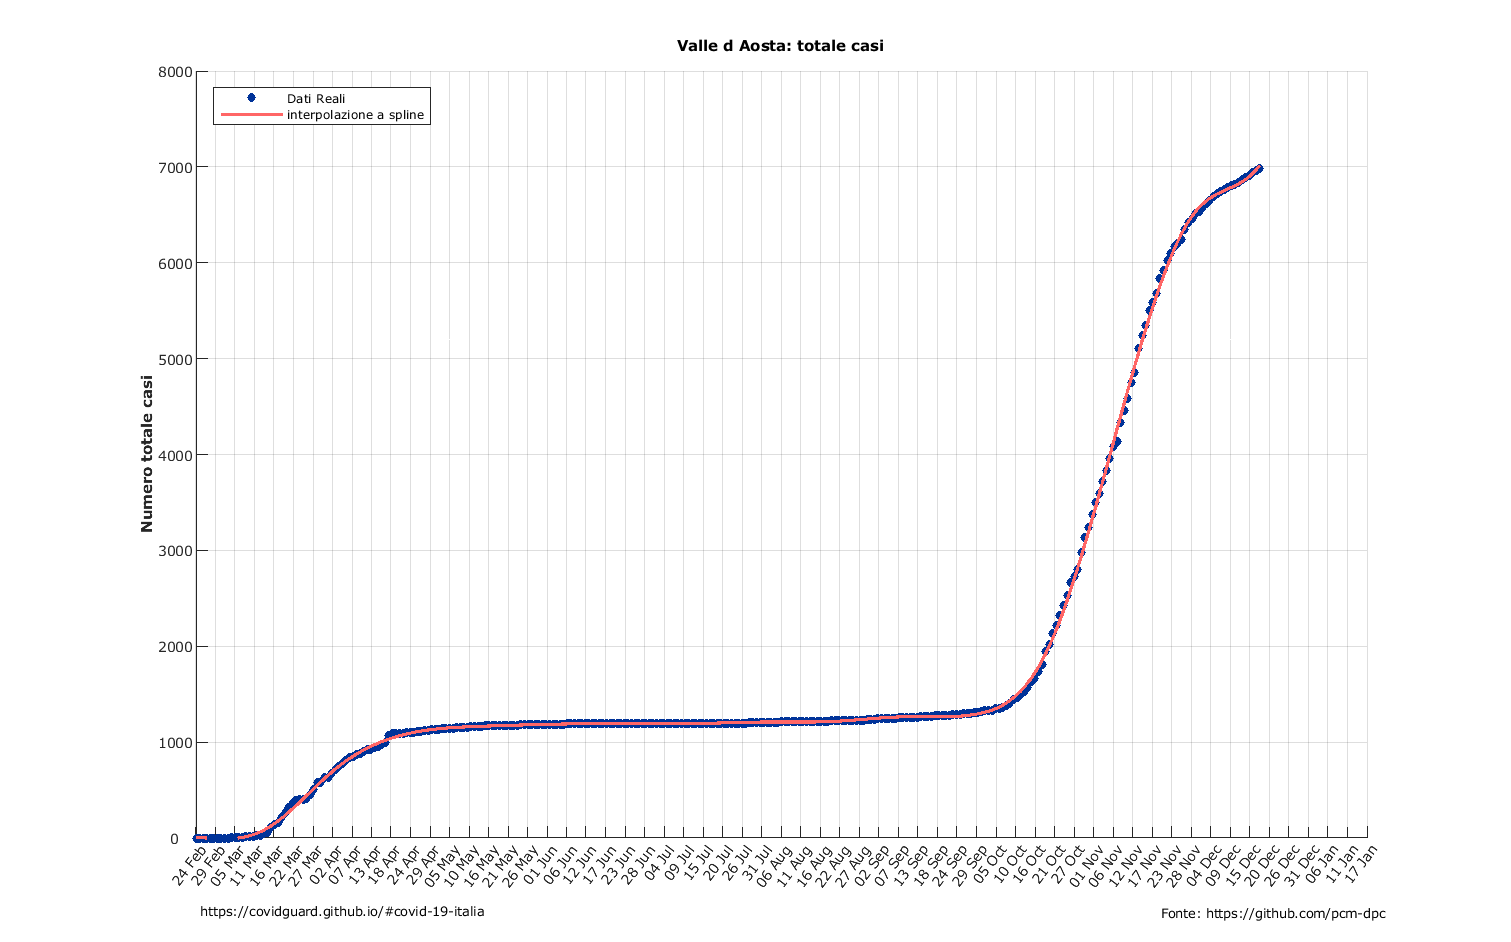 Valle d Aosta: totale casi
8000
Dati Reali
interpolazione a spline
7000
6000
5000
Numero totale casi
4000
3000
2000
1000
0
24 Feb
29 Feb
05 Mar
11 Mar
16 Mar
22 Mar
27 Mar
02 Apr
07 Apr
13 Apr
18 Apr
24 Apr
29 Apr
05 May
10 May
16 May
21 May
26 May
01 Jun
06 Jun
12 Jun
17 Jun
23 Jun
28 Jun
04 Jul
09 Jul
15 Jul
20 Jul
26 Jul
31 Jul
06 Aug
11 Aug
16 Aug
22 Aug
27 Aug
02 Sep
07 Sep
13 Sep
18 Sep
24 Sep
29 Sep
05 Oct
10 Oct
16 Oct
21 Oct
27 Oct
01 Nov
06 Nov
12 Nov
17 Nov
23 Nov
28 Nov
04 Dec
09 Dec
15 Dec
20 Dec
26 Dec
31 Dec
06 Jan
11 Jan
17 Jan
https://covidguard.github.io/#covid-19-italia
Fonte: https://github.com/pcm-dpc